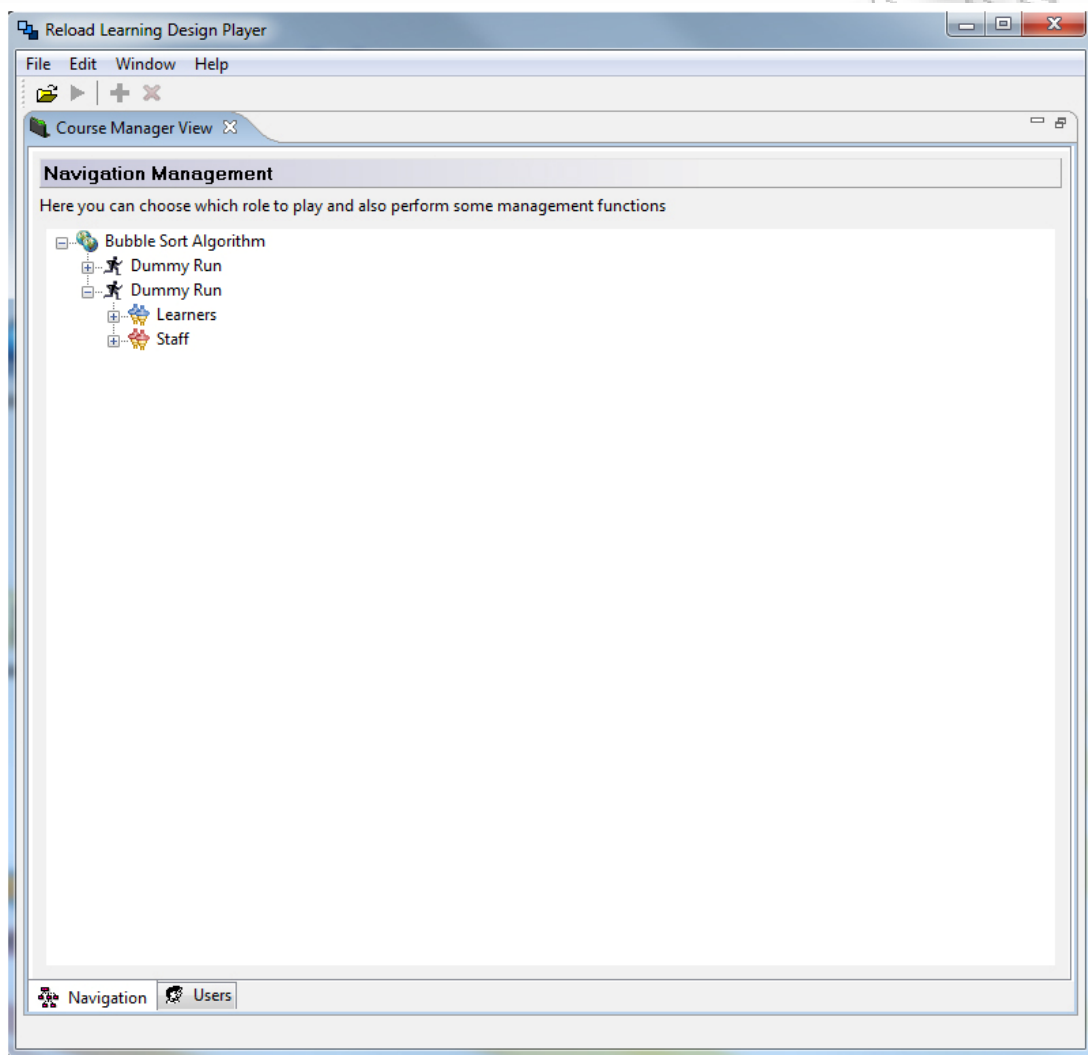 Reload Learning Design Player
File Edit Window Help
Course Manager View
Navigation Management
Here you can choose which role to play and also perform some management functions
Bubble Sort Algorithm
Dummy Run
Dummy Run
Learners
Staff
Navigation Users